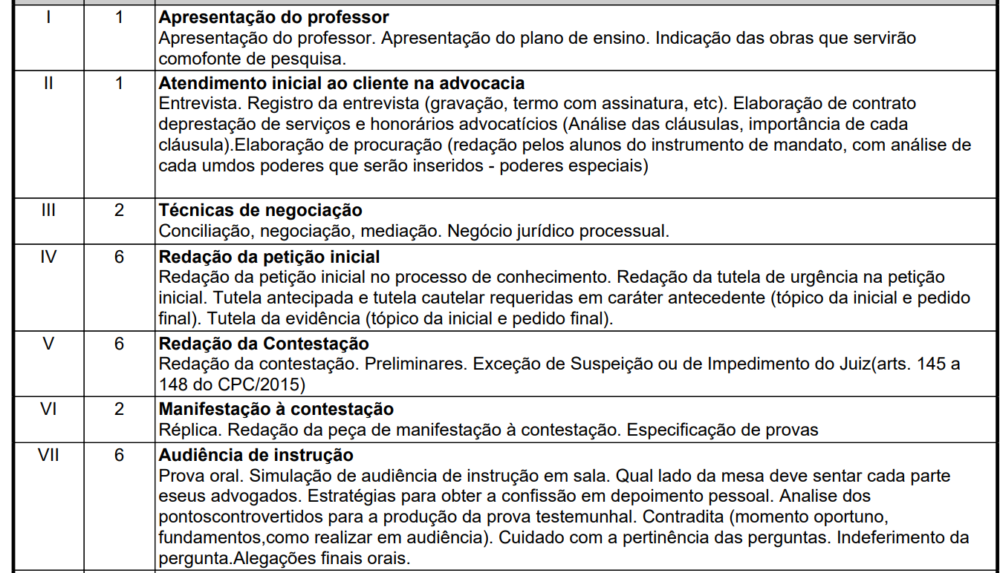 I 1 Apresentação do professor
Apresentação do professor. Apresentação do plano de ensino. Indicação das obras que servirão
comofonte de pesquisa.
II 1 Atendimento inicial ao cliente na advocacia
Entrevista. Registro da entrevista (gravação, termo com assinatura, etc). Elaboração de contrato
deprestação de serviços e honorários advocatícios (Análise das cláusulas, importância de cada
cláusula).Elaboração de procuração (redação pelos alunos do instrumento de mandato, com análise de
cada umdos poderes que serão inseridos - poderes especiais)
III 2 Técnicas de negociação
Conciliação, negociação, mediação. Negócio jurídico processual.
IV 6 Redação da petição inicial
Redação da petição inicial no processo de conhecimento. Redação da tutela de urgência na petição
inicial. Tutela antecipada e tutela cautelar requeridas em caráter antecedente (tópico da inicial e pedido
final). Tutela da evidência (tópico da inicial e pedido final).
V 6 Redação da Contestação
Redação da contestação. Preliminares. Exceção de Suspeição ou de Impedimento do Juiz(arts. 145 a
148 do CPC/2015)
VI 2 Manifestação à contestação
Réplica. Redação da peça de manifestação à contestação. Especificação de provas
VII 6 Audiência de instrução
Prova oral. Simulação de audiência de instrução em sala. Qual lado da mesa deve sentar cada parte
eseus advogados. Estratégias para obter a confissão em depoimento pessoal. Analise dos
pontoscontrovertidos para a produção da prova testemunhal. Contradita (momento oportuno,
fundamentos,como realizar em audiência). Cuidado com a pertinência das perguntas. Indeferimento da
pergunta.Alegações finais orais.